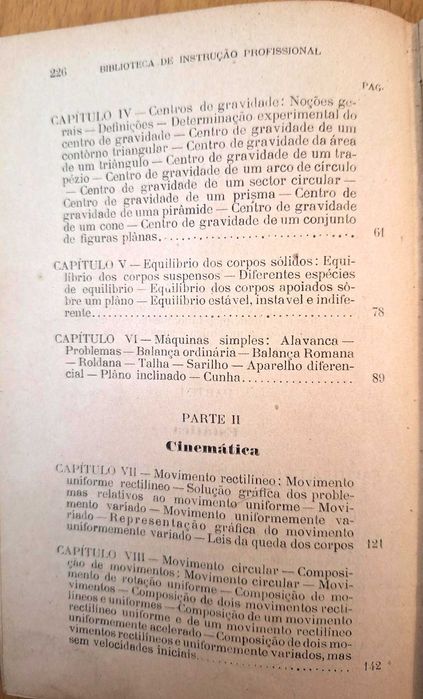 226 BIBLIOTECA DE INSTRUÇÃO PROFISSIONAL
PAG.
CAPÍTULO IV — Centros de gravidade: Noções ge-
rais — Definições — Determinação experimental do
centro de gravidade — Centro de gravidade de um
contôrno triangular — Centro de gravidade da área
de um triângulo — Centro de gravidade de um tra-
pézio — Centro de gravidade de um arco de círculo
— Centro de gravidade de um sector circular —
Centro de gravidade de um prisma — Centro de
gravidade de uma pirâmide — Centro de gravidade
de um cone — Centro de gravidade de um conjunto
de figuras plânas. 61
CAPÍTULO V — Equilíbrio dos corpos sólidos: Equi-
líbrio dos corpos suspensos — Diferentes espécies
de equilíbrio — Equilíbrio dos corpos apoiados sô-
bre um plâno — Equilíbrio estável, instavel e indife-
rente 78
CAPÍTULO VI — Máquinas simples: Alavanca —
Problemas — Balança ordinária — Balança Romana
— Roldana — Talha — Sarilho — Aparelho diferen-
cial — Plâno inclinado — Cunha 89
PARTE II
Cinemática
CAPÍTULO VII — Movimento rectilíneo: Movimento
uniforme rectilíneo — Solução gráfica dos proble-
mas relativos ao movimento uniforme — Movi-
mento variado — Movimento uniformemente va-
riado — Representação gráfica do movimento
uniformemente variado — Leis da queda dos corpos 121
CAPÍTULO VIII — Movimento circular — Composi-
ção de movimentos: Movimento circular — Movi-
mento de rotação uniforme — Composição de mo-
vimentos — Composição de dois movimentos recti-
líneos e uniformes — Composição de um movimento
rectilíneo uniforme e de um movimento rectilíneo
uniformemente acelerado — Composição de dois mo-
vimentos rectilíneos e uniformemente variados, mas
sem velocidades iniciais 142